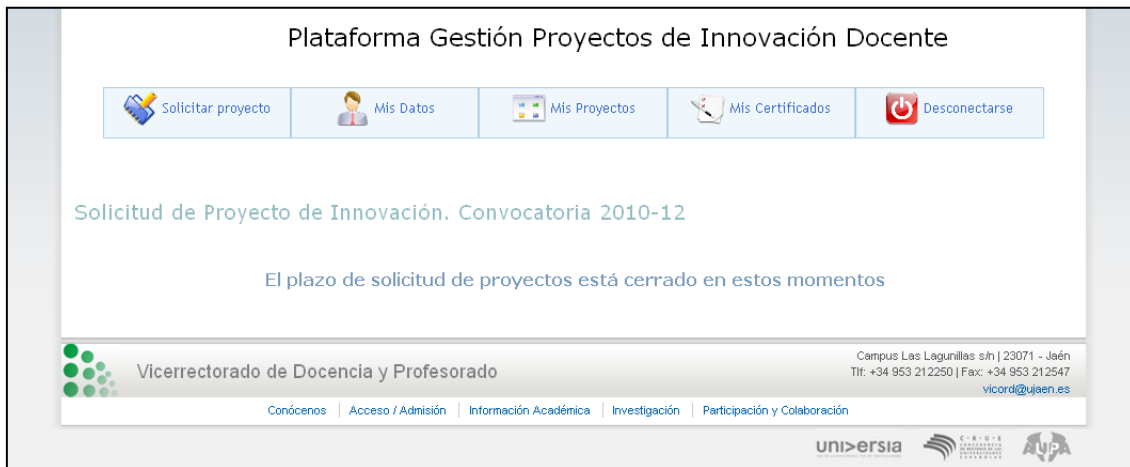 Plataforma Gestión Proyectos de Innovación Docente
Solicitar proyecto Mis Datos Mis Proyectos Mis Certificados Desconectarse
Solicitud de Proyecto de Innovación. Convocatoria 2010-12
El plazo de solicitud de proyectos está cerrado en estos momentos
Vicerrectorado de Docencia y Profesorado
Campus Las Lagunillas s/n | 23071 - Jaén
Tlf: +34 953 212250 | Fax: +34 953 212547
vicord@ujaen.es
Conócenos | Acceso / Admisión | Información Académica | Investigación | Participación y Colaboración
uni>ersia C·R·U·E AUPA